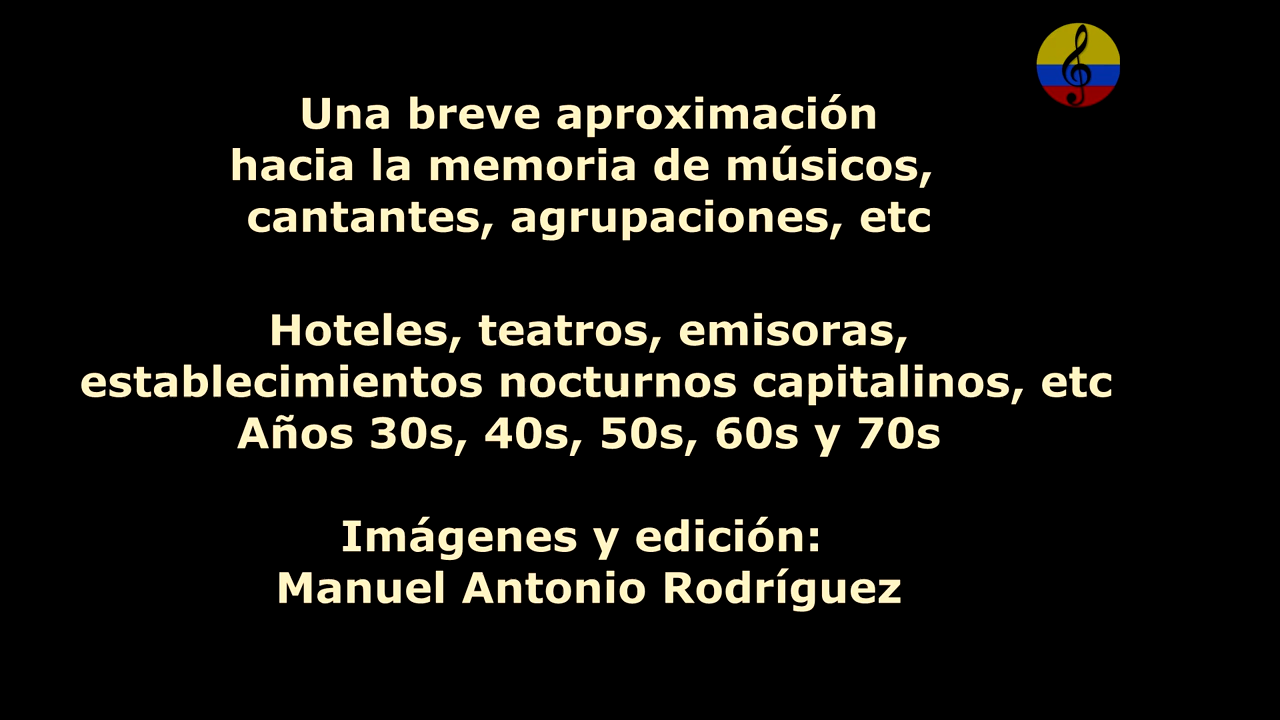 Una breve aproximación
hacia la memoria de músicos,
cantantes, agrupaciones, etc
Hoteles, teatros, emisoras,
establecimientos nocturnos capitalinos, etc
Años 30s, 40s, 50s, 60s y 70s
Imágenes y edición:
Manuel Antonio Rodríguez